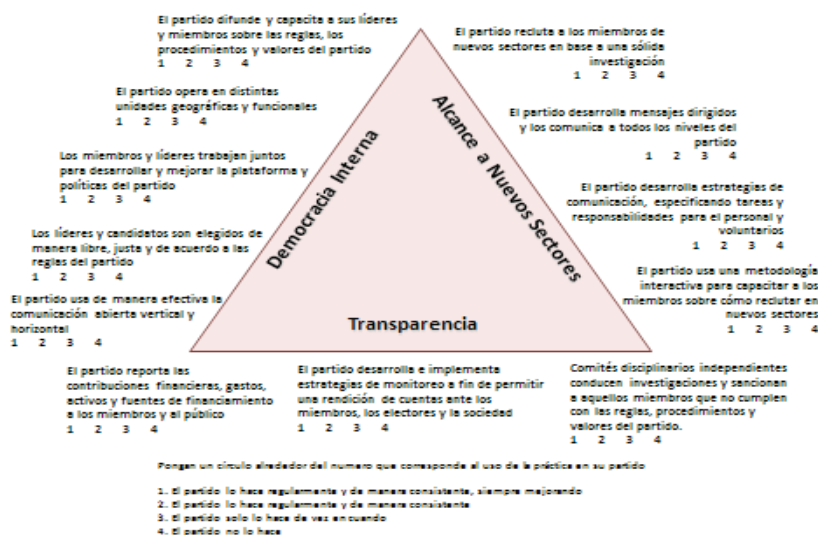 El partido difunde y capacita a sus líderes
y miembros sobre las reglas, los
procedimientos y valores del partido
1 2 3 4
El partido opera en distintas
unidades geográficas y funcionales
1 2 3 4
Los miembros y líderes trabajan juntos
para desarrollar y mejorar la plataforma y
políticas del partido
1 2 3 4
Los líderes y candidatos son elegidos de
manera libre, justa y de acuerdo a las
reglas del partido
1 2 3 4
El partido usa de manera efectiva la
comunicación abierta vertical y
horizontal
1 2 3 4
Democracia Interna
Alcance a Nuevos Sectores
Transparencia
El partido recluta a los miembros de
nuevos sectores en base a una sólida
investigación
1 2 3 4
El partido desarrolla mensajes dirigidos
y los comunica a todos los niveles del
partido
1 2 3 4
El partido desarrolla estrategias de
comunicación, especificando tareas y
responsabilidades para el personal y
voluntarios
1 2 3 4
El partido usa una metodología
interactiva para capacitar a los
miembros sobre cómo reclutar en
nuevos sectores
1 2 3 4
El partido reporta las
contribuciones financieras, gastos,
activos y fuentes de financiamiento
a los miembros y al público
1 2 3 4
El partido desarrolla e implementa
estrategias de monitoreo a fin de permitir
una rendición de cuentas ante los
miembros, los electores y la sociedad
1 2 3 4
Comités disciplinarios independientes
conducen investigaciones y sancionan
a aquellos miembros que no cumplen
con las reglas, procedimientos y
valores del partido.
1 2 3 4
Pongan un círculo alrededor del numero que corresponde al uso de la práctica en su partido
1. El partido lo hace regularmente y de manera consistente, siempre mejorando
2. El partido lo hace regularmente y de manera consistente
3. El partido solo lo hace de vez en cuando
4. El partido no lo hace